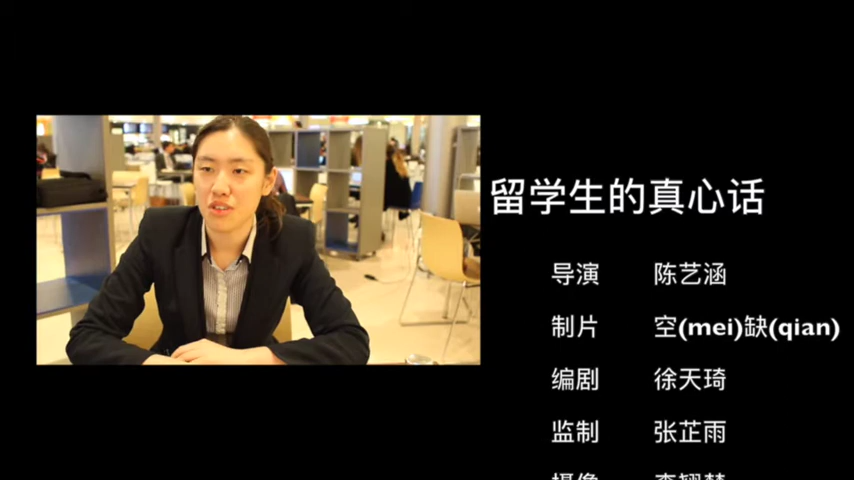 留学生的真心话
导演 陈艺涵
制片 空(mei)缺(qian)
编剧 徐天琦
监制 张芷雨